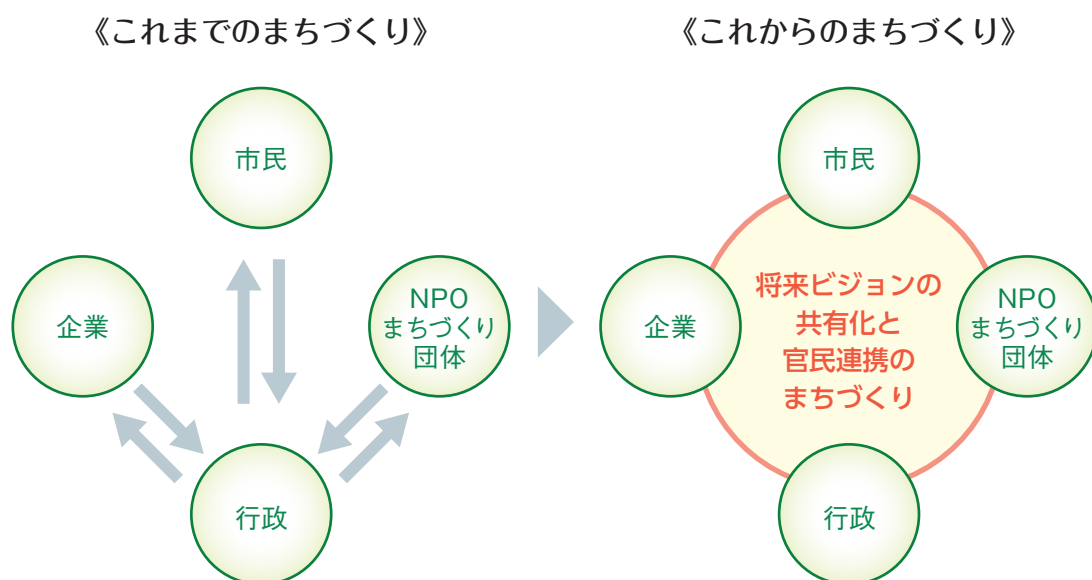 《これまでのまちづくり》
市民
企業
NPO
まちづくり
団体
行政
《これからのまちづくり》
市民
企業
将来ビジョンの
共有化と
官民連携の
まちづくり
NPO
まちづくり
団体
行政